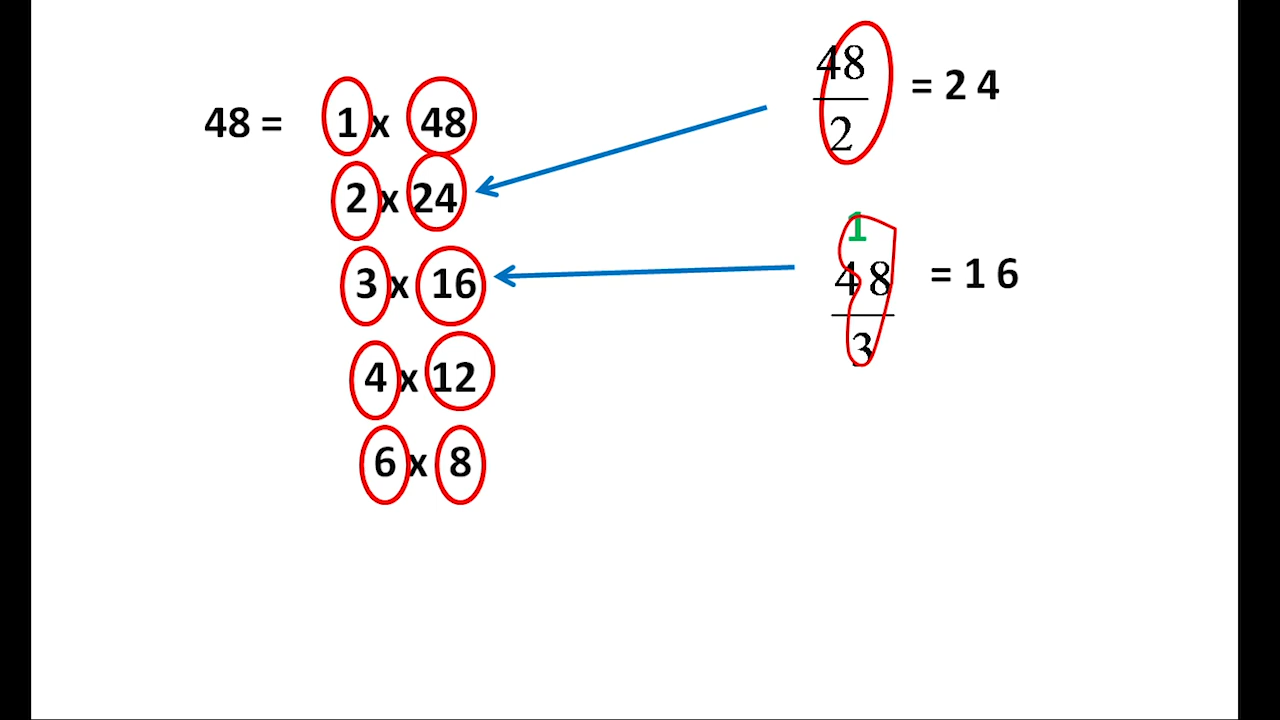 48 = 1 x 48
2 x 24
3 x 16
4 x 12
6 x 8
48
2
= 2 4
1
4 8
3
= 1 6